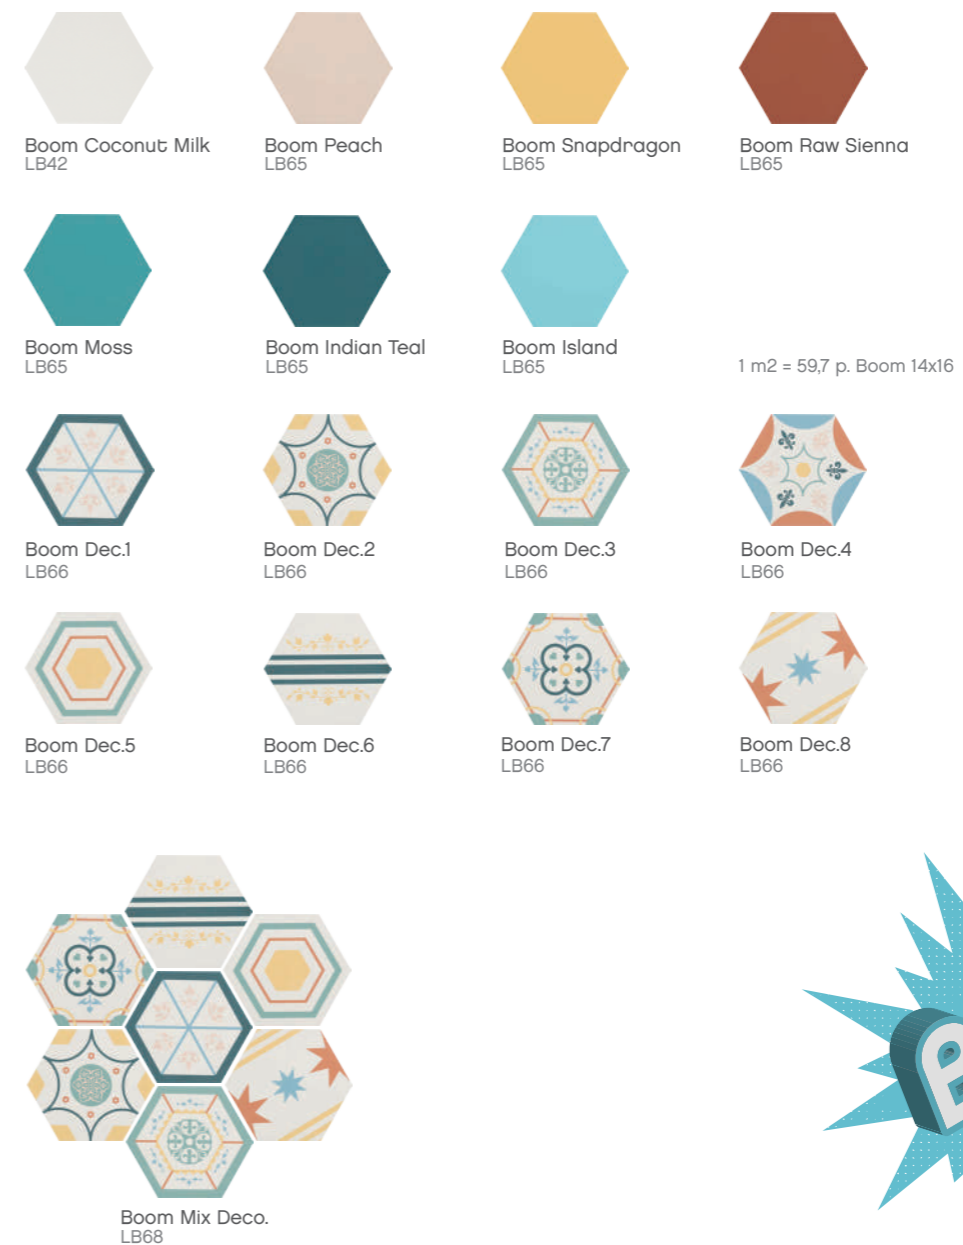 Boom Coconut Milk
LB42
Boom Peach
LB65
Boom Snapdragon
LB65
Boom Raw Sienna
LB65
Boom Moss
LB65
Boom Indian Teal
LB65
Boom Island
LB65
1 m2 = 59,7 p. Boom 14x16
Boom Dec.1
LB66
Boom Dec.2
LB66
Boom Dec.3
LB66
Boom Dec.4
LB66
Boom Dec.5
LB66
Boom Dec.6
LB66
Boom Dec.7
LB66
Boom Dec.8
LB66
Boom Mix Deco.
LB68